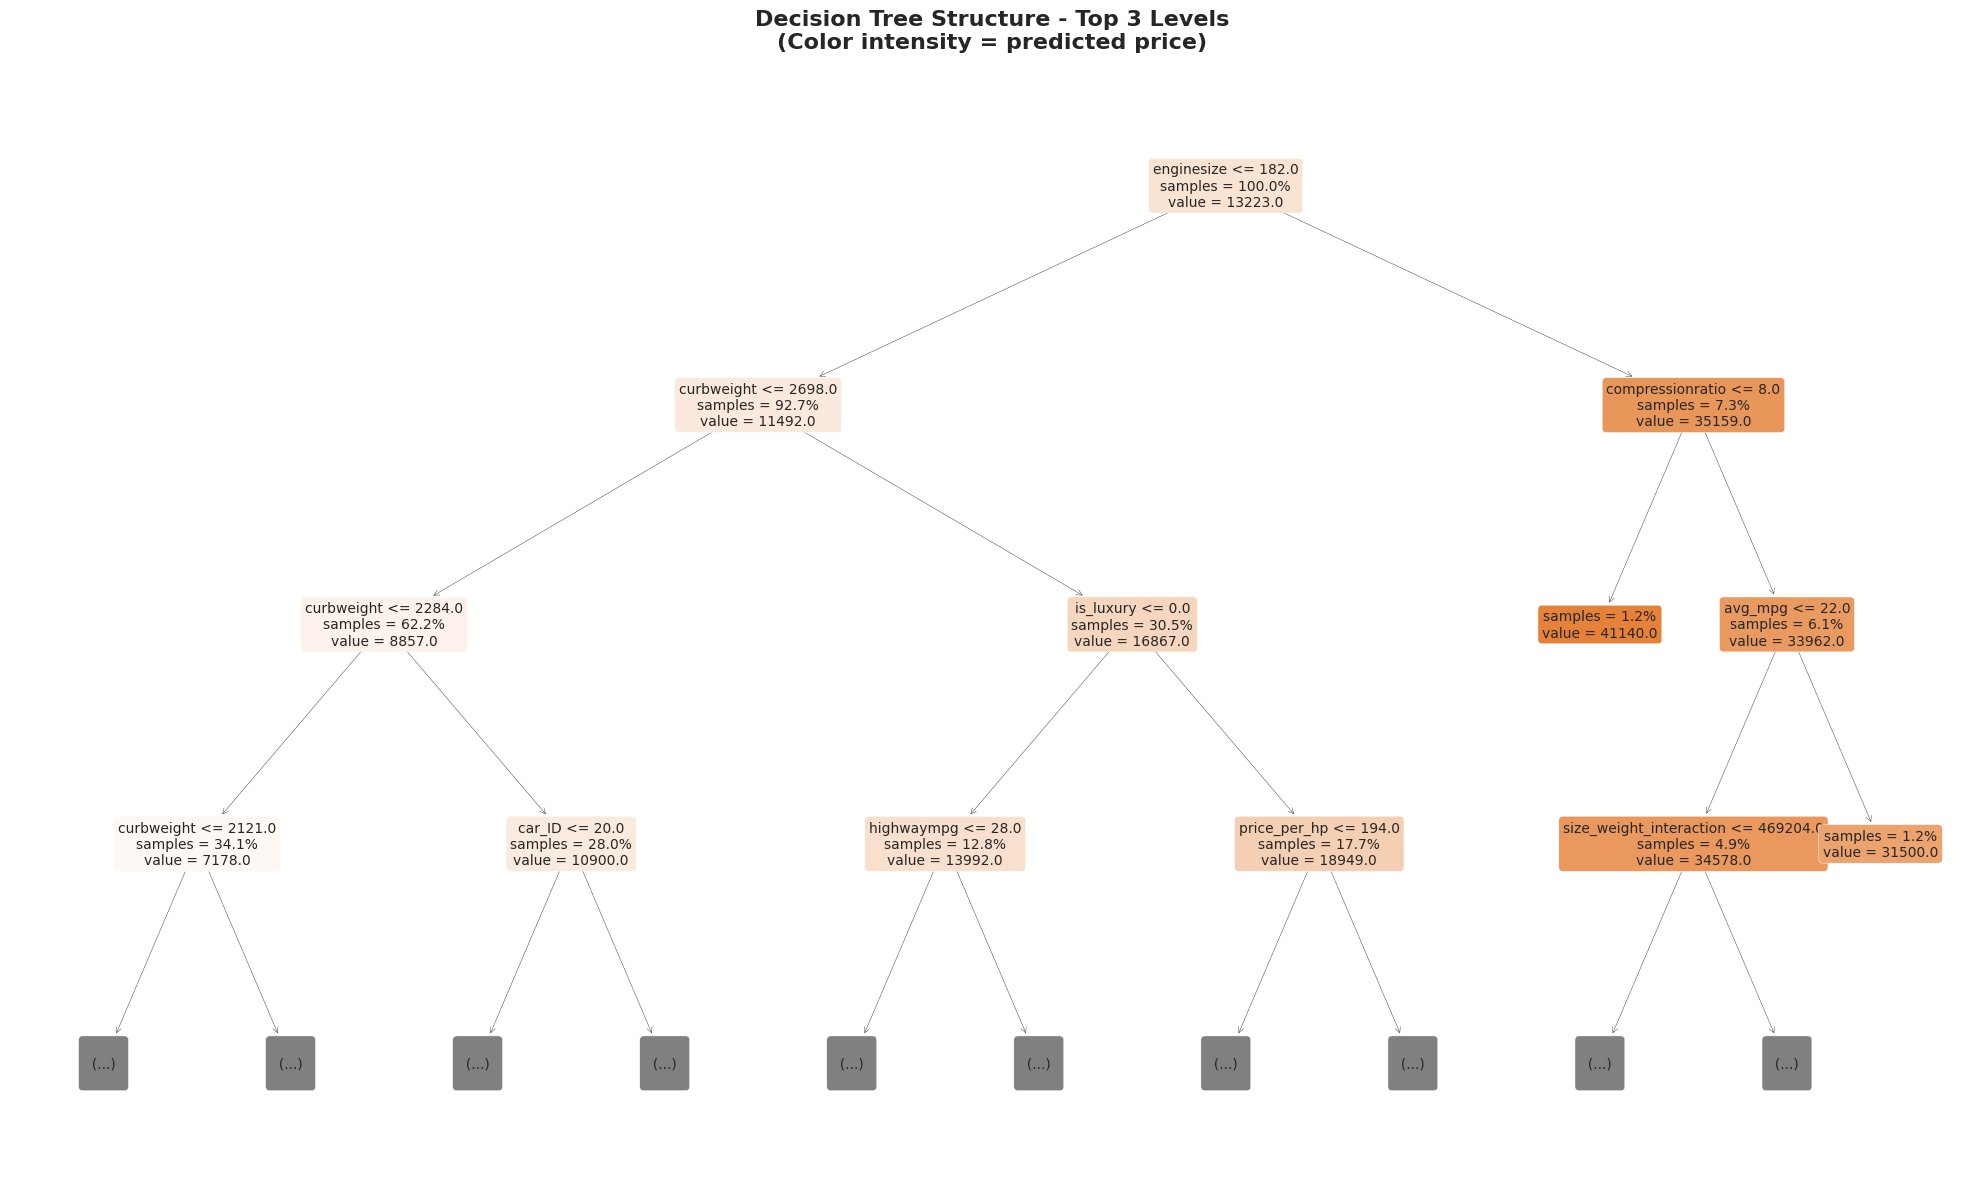 Decision Tree Structure - Top 3 Levels
(Color intensity = predicted price)
enginesize <= 182.0
samples = 100.0%
value = 13223.0
curbweight <= 2698.0
samples = 92.7%
value = 11492.0
compressionratio <= 8.0
samples = 7.3%
value = 35159.0
curbweight <= 2284.0
samples = 62.2%
value = 8857.0
is_luxury <= 0.0
samples = 30.5%
value = 16867.0
samples = 1.2%
value = 41140.0
avg_mpg <= 22.0
samples = 6.1%
value = 33962.0
curbweight <= 2121.0
samples = 34.1%
value = 7178.0
car_ID <= 20.0
samples = 28.0%
value = 10900.0
highwaympg <= 28.0
samples = 12.8%
value = 13992.0
price_per_hp <= 194.0
samples = 17.7%
value = 18949.0
size_weight_interaction <= 469204.0
samples = 4.9%
value = 34578.0
samples = 1.2%
value = 31500.0
(...)
(...)
(...)
(...)
(...)
(...)
(...)
(...)
(...)
(...)